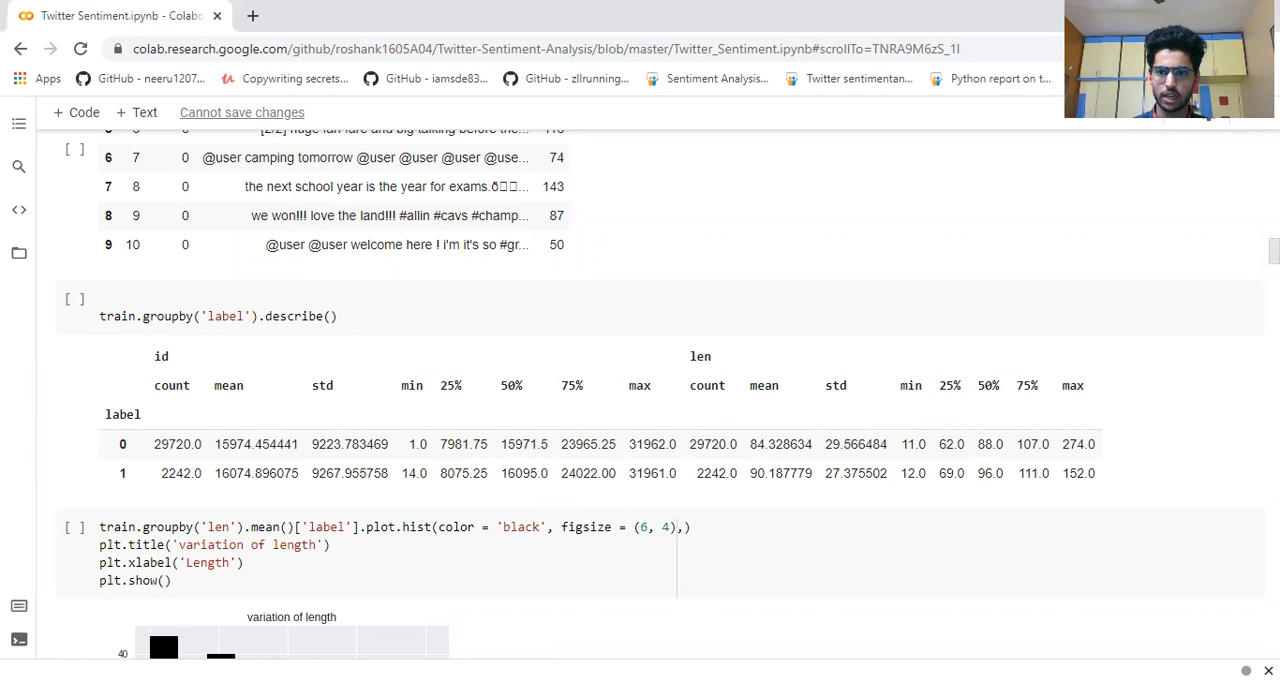 Twitter Sentiment.ipynb - Colabo
colab.research.google.com/github/roshank1605A04/Twitter-Sentiment-Analysis/blob/master/Twitter_Sentiment.ipynb#scrollTo=TNRA9M6zS_1l
Apps GitHub - neeru1207... Copywriting secrets... GitHub - iamsde83... GitHub - zllrunning... Sentiment Analysis... Twitter sentimentan... Python report on t...
+ Code + Text Cannot save changes
[ ] 6 7 0 @user camping tomorrow @user @user @user @use... 74
7 8 0 the next school year is the year for exams.ð... 143
8 9 0 we won!!! love the land!!! #allin #cavs #champ... 87
9 10 0 @user @user welcome here ! i'm it's so #gr... 50
[ ]
train.groupby('label').describe()
id len
count mean std min 25% 50% 75% max count mean std min 25% 50% 75% max
label
0 29720.0 15974.454441 9223.783469 1.0 7981.75 15971.5 23965.25 31962.0 29720.0 84.328634 29.566484 11.0 62.0 88.0 107.0 274.0
1 2242.0 16074.896075 9267.955758 14.0 8075.25 16095.0 24022.00 31961.0 2242.0 90.187779 27.375502 12.0 69.0 96.0 111.0 152.0
[ ] train.groupby('len').mean()['label'].plot.hist(color = 'black', figsize = (6, 4),)
plt.title('variation of length')
plt.xlabel('Length')
plt.show()
variation of length
40